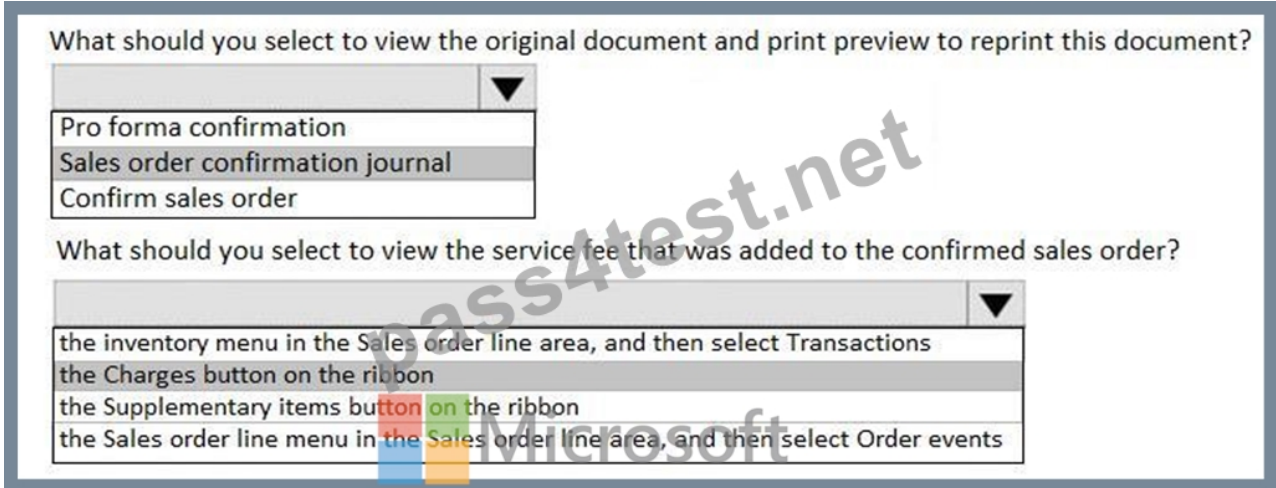 What should you select to view the original document and print preview to reprint this document?
Pro forma confirmation
Sales order confirmation journal
Confirm sales order
What should you select to view the service fee that was added to the confirmed sales order?
the inventory menu in the Sales order line area, and then select Transactions
the Charges button on the ribbon
the Supplementary items button on the ribbon
the Sales order line menu in the Sales order line area, and then select Order events
pass4test.net
Microsoft